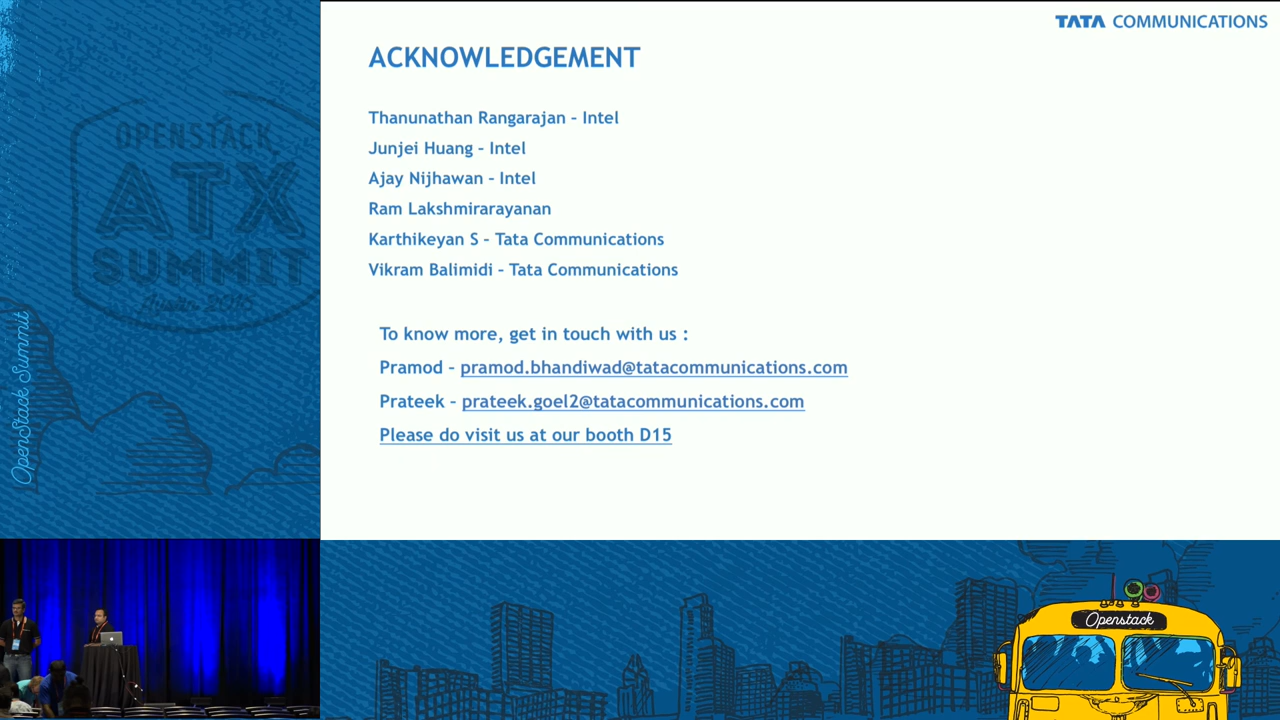 TATA COMMUNICATIONS
ACKNOWLEDGEMENT
Thanunathan Rangarajan – Intel
Junjei Huang – Intel
Ajay Nijhawan – Intel
Ram Lakshmirarayanan
Karthikeyan S – Tata Communications
Vikram Balimidi – Tata Communications
To know more, get in touch with us :
Pramod – pramod.bhandiwad@tatacommunications.com
Prateek – prateek.goel2@tatacommunications.com
Please do visit us at our booth D15
OPENSTACK
ATX
SUMMIT
Austin 2016
OpenStack Summit
Openstack